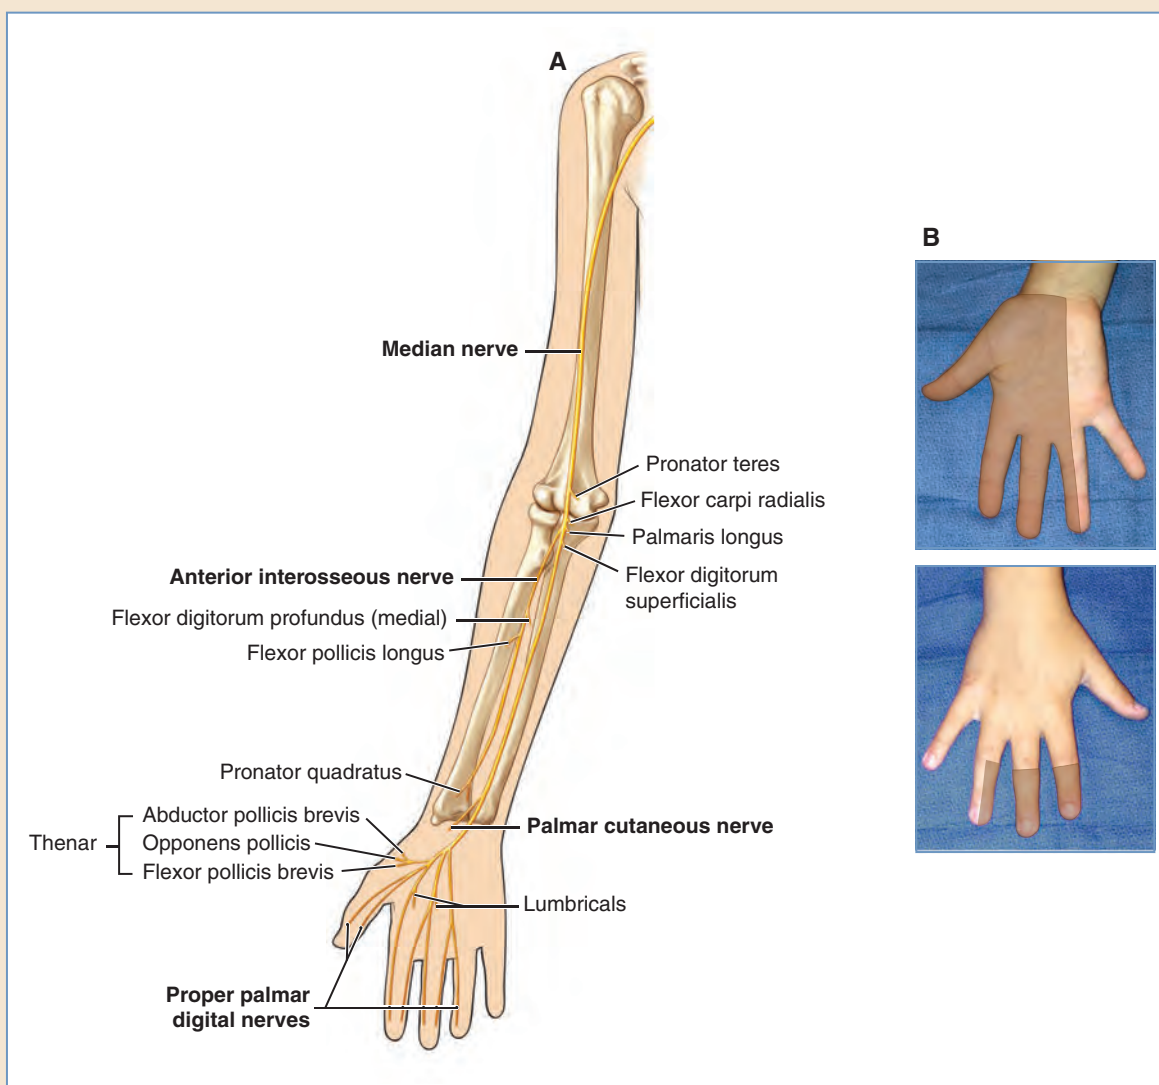 A
B
Median nerve
Pronator teres
Flexor carpi radialis
Palmaris longus
Flexor digitorum
superficialis
Anterior interosseous nerve
Flexor digitorum profundus (medial)
Flexor pollicis longus
Pronator quadratus
Abductor pollicis brevis
Thenar
Opponens pollicis
Flexor pollicis brevis
Palmar cutaneous nerve
Lumbricals
Proper palmar
digital nerves